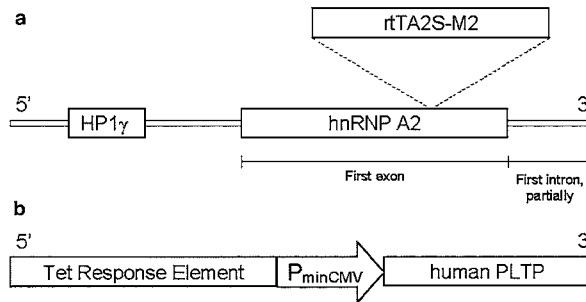 a
rtTA2S-M2
5' 3'
HP1γ hnRNP A2
First exon First intron,
partially
b
5' 3'
Tet Response Element PminCMV human PLTP